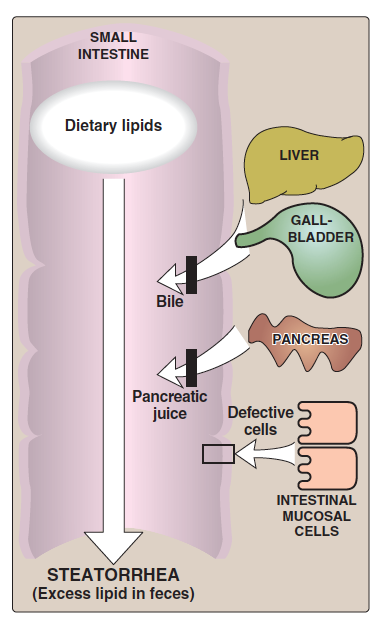 SMALL
INTESTINE
Dietary lipids
LIVER
GALL-
BLADDER
Bile
PANCREAS
Pancreatic
juice
Defective
cells
INTESTINAL
MUCOSAL
CELLS
STEATORRHEA
(Excess lipid in feces)